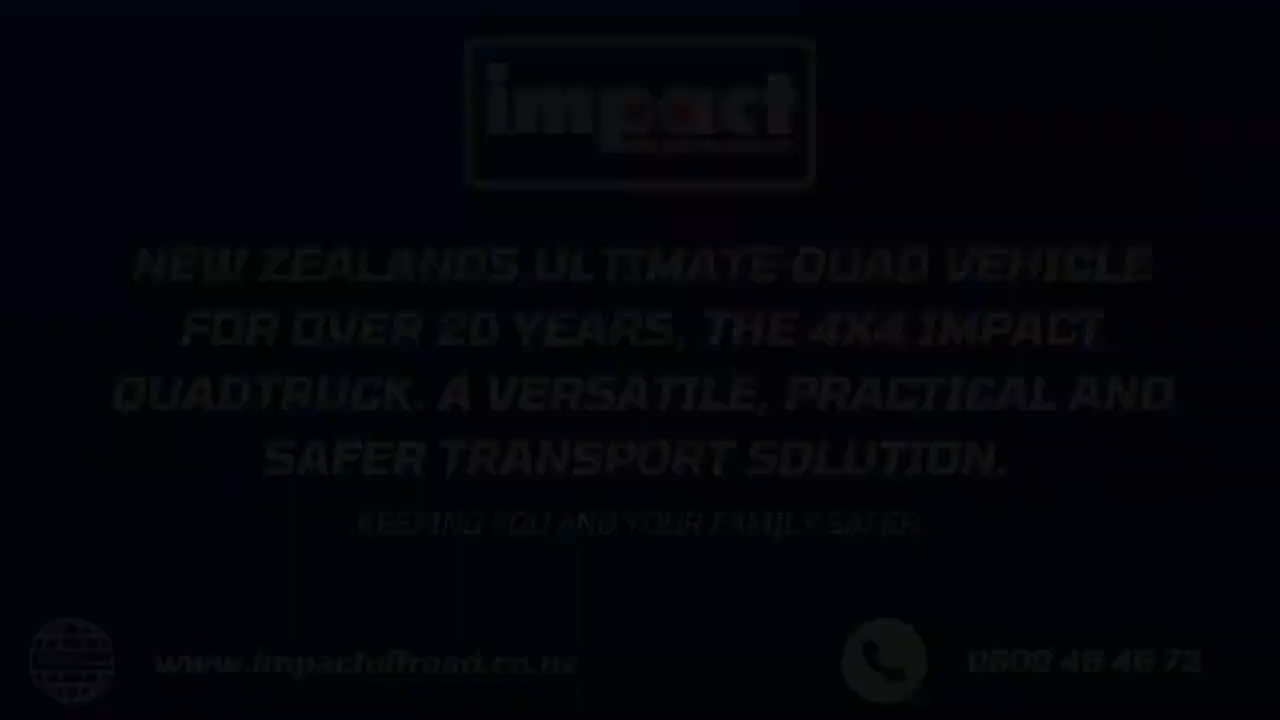 impact
NEW ZEALANDS ULTIMATE QUAD VEHICLE
FOR OVER 20 YEARS, THE 4X4 IMPACT
QUADTRUCK. A VERSATILE, PRACTICAL AND
SAFER TRANSPORT SOLUTION.
KEEPING YOU AND YOUR FAMILY SAFER.
www.impactoffroad.co.nz
0800 46 46 72